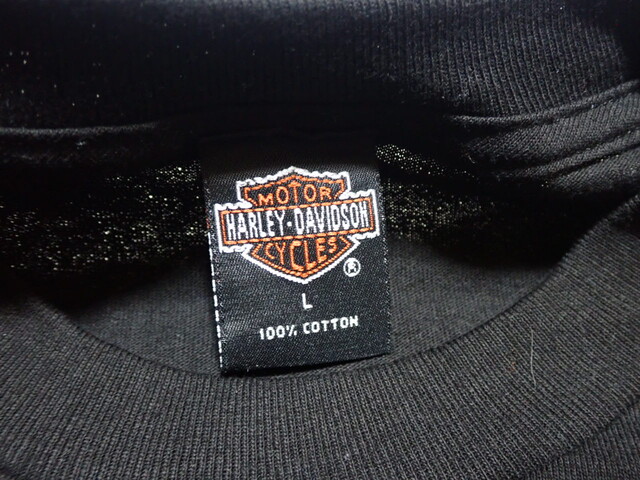 MOTOR
HARLEY-DAVIDSON
CYCLES
®
L
100% COTTON